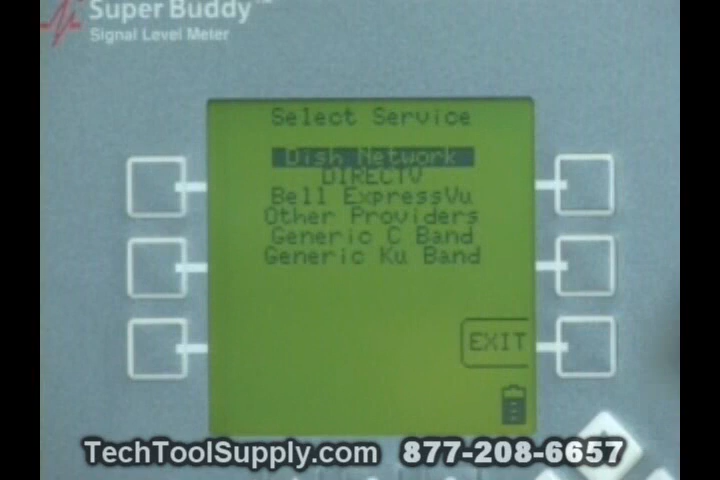 Super Buddy™
Signal Level Meter
Select Service
Dish Network
DIRECTV
Bell ExpressVu
Other Providers
Generic C Band
Generic Ku Band
EXIT
TechToolSupply.com 877-208-6657